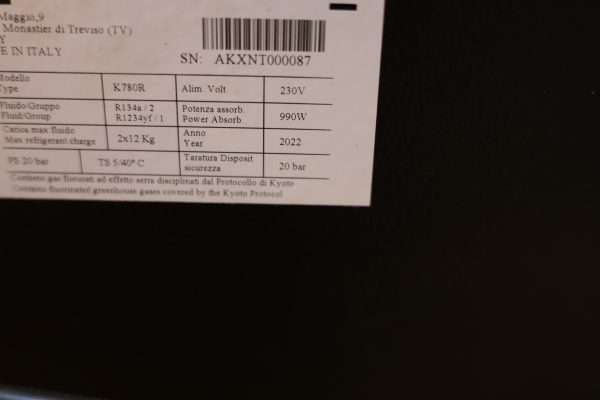 Maggio,9
Monastier di Treviso (TV)
Y
E IN ITALY
SN: AKXNT000087
Modello
Type
K780R
Alim. Volt
230V
Fluido/Gruppo
Fluid/Group
R134a / 2
R1234yf / 1
Potenza assorb.
Power Absorb.
990W
Carica max fluido
Max refrigerant charge
2x12 Kg
Anno
Year
2022
PS 20 bar
TS 5/40° C
Taratura Disposit.
sicurezza
20 bar
Contiene gas fiorurati ad effetto serra disciplinati dal Protocollo di Kyoto
Contains fluorinated greenhouse gases covered by the Kyoto Protocol